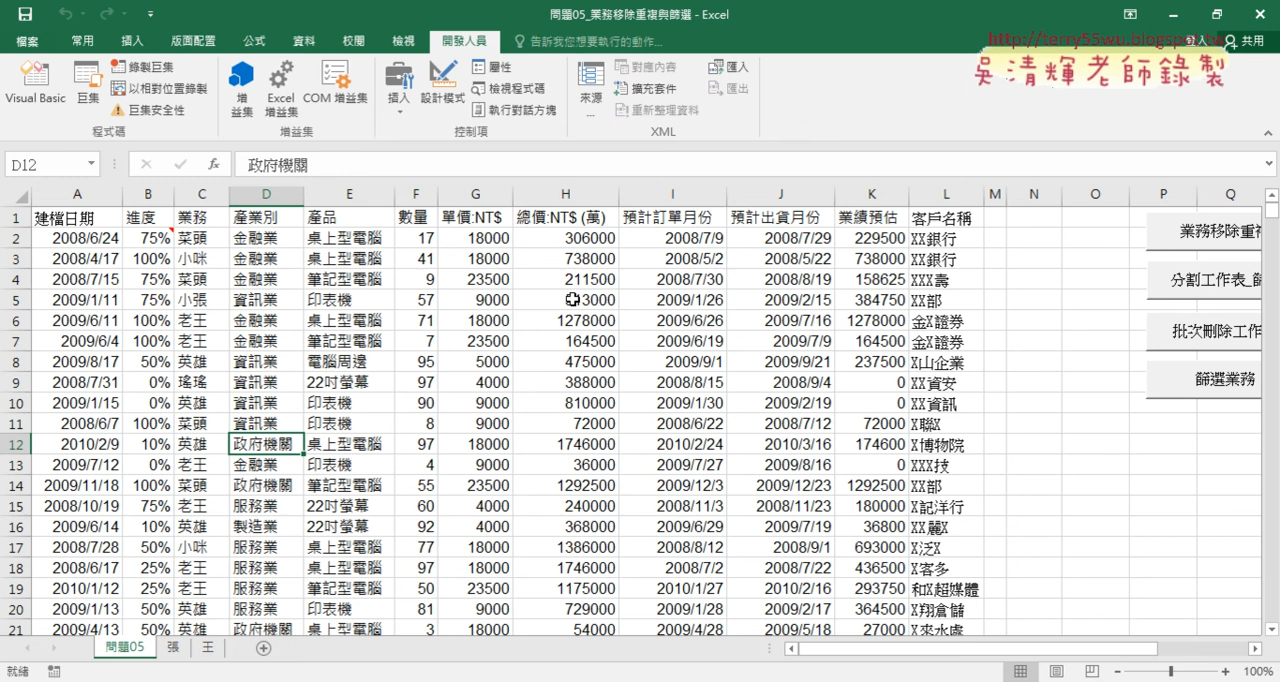 問題05_業務移除重複與篩選 - Excel
檔案 常用 插入 版面配置 公式 資料 校閱 檢視 開發人員 告訴我您想要執行的動作... 登入 共用
http://terry55wu.blogspot.tw
吳清輝老師錄製
Visual Basic 巨集 錄製巨集 以相對位置錄製 巨集安全性 程式碼
增益集 Excel 增益集 COM 增益集 增益集
插入 設計模式 屬性 檢視程式碼 執行對話方塊 控制項
來源... 對應內容 擴充套件 重新整理資料 匯入 匯出 XML
D12 fx 政府機關
A B C D E F G H I J K L M N O P Q
1 建檔日期 進度 業務 產業別 產品 數量 單價:NT$ 總價:NT$ (萬) 預計訂單月份 預計出貨月份 業績預估 客戶名稱
2 2008/6/24 75% 菜頭 金融業 桌上型電腦 17 18000 306000 2008/7/9 2008/7/29 229500 XX銀行
3 2008/4/17 100% 小咪 金融業 桌上型電腦 41 18000 738000 2008/5/2 2008/5/22 738000 XX銀行
4 2008/7/15 75% 菜頭 金融業 筆記型電腦 9 23500 211500 2008/7/30 2008/8/19 158625 XXX壽
5 2009/1/11 75% 小張 資訊業 印表機 57 9000 3000 2009/1/26 2009/2/15 384750 XX部
6 2009/6/11 100% 老王 金融業 桌上型電腦 71 18000 1278000 2009/6/26 2009/7/16 1278000 金X證券
7 2009/6/4 100% 老王 金融業 筆記型電腦 7 23500 164500 2009/6/19 2009/7/9 164500 金X證券
8 2009/8/17 50% 英雄 資訊業 電腦周邊 95 5000 475000 2009/9/1 2009/9/21 237500 X山企業
9 2008/7/31 0% 瑤瑤 資訊業 22吋螢幕 97 4000 388000 2008/8/15 2008/9/4 0 XX資安
10 2009/1/15 0% 英雄 資訊業 印表機 90 9000 810000 2009/1/30 2009/2/19 0 XX資訊
11 2008/6/7 100% 菜頭 資訊業 印表機 8 9000 72000 2008/6/22 2008/7/12 72000 X聯X
12 2010/2/9 10% 英雄 政府機關 桌上型電腦 97 18000 1746000 2010/2/24 2010/3/16 174600 X博物院
13 2009/7/12 0% 老王 金融業 印表機 4 9000 36000 2009/7/27 2009/8/16 0 XXX技
14 2009/11/18 100% 菜頭 政府機關 筆記型電腦 55 23500 1292500 2009/12/3 2009/12/23 1292500 XX部
15 2008/10/19 75% 老王 服務業 22吋螢幕 60 4000 240000 2008/11/3 2008/11/23 180000 X記洋行
16 2009/6/14 10% 英雄 製造業 22吋螢幕 92 4000 368000 2009/6/29 2009/7/19 36800 XX麗X
17 2008/7/28 50% 小咪 服務業 桌上型電腦 77 18000 1386000 2008/8/12 2008/9/1 693000 X泛X
18 2008/6/17 25% 老王 服務業 桌上型電腦 97 18000 1746000 2008/7/2 2008/7/22 436500 X客多
19 2010/1/12 25% 老王 服務業 筆記型電腦 50 23500 1175000 2010/1/27 2010/2/16 293750 和X超媒體
20 2009/1/13 50% 英雄 服務業 印表機 81 9000 729000 2009/1/28 2009/2/17 364500 X翔倉儲
21 2009/4/13 50% 英雄 政府機關 桌上型電腦 3 18000 54000 2009/4/28 2009/5/18 27000 X來水處
業務移除重複
分割工作表_篩
批次刪除工作
篩選業務
問題05 張 王
就緒 100%